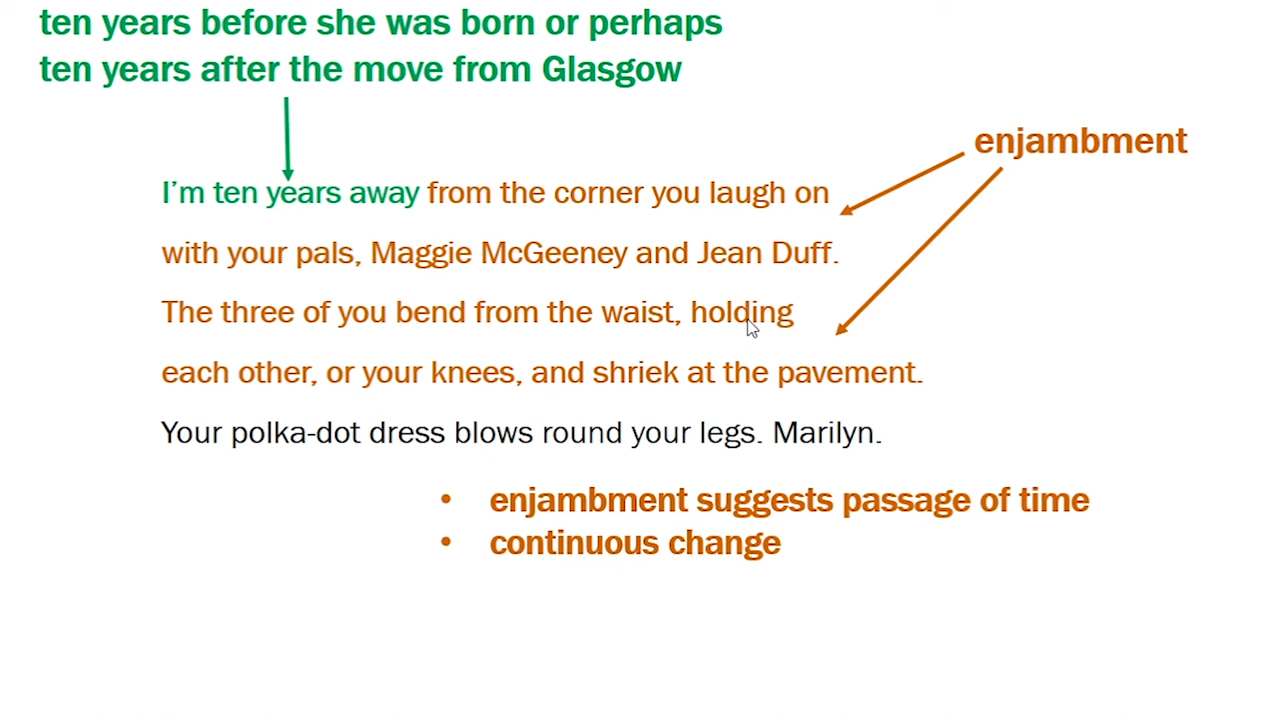 ten years before she was born or perhaps
ten years after the move from Glasgow
enjambment
I'm ten years away from the corner you laugh on
with your pals, Maggie McGeeney and Jean Duff.
The three of you bend from the waist, holding
each other, or your knees, and shriek at the pavement.
Your polka-dot dress blows round your legs. Marilyn.
• enjambment suggests passage of time
• continuous change